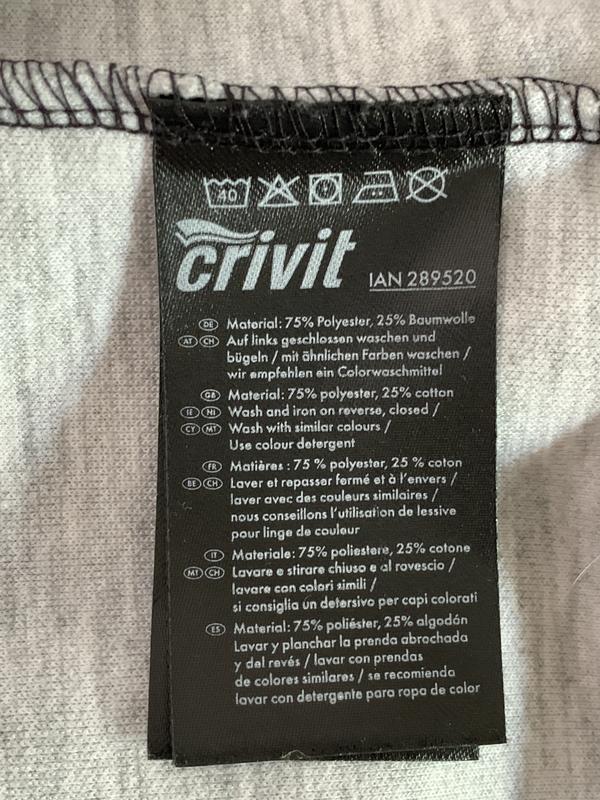 40
crivit
IAN 289520
DE Material: 75% Polyester, 25% Baumwolle
AT CH Auf links geschlossen waschen und
bügeln / mit ähnlichen Farben waschen /
wir empfehlen ein Colorwaschmittel
GB Material: 75% polyester, 25% cotton
IE NI Wash and iron on reverse, closed /
CY MT Wash with similar colours /
Use colour detergent
FR Matières : 75 % polyester, 25 % coton
BE CH Laver et repasser fermé et à l'envers /
laver avec des couleurs similaires /
nous conseillons l'utilisation de lessive
pour linge de couleur
IT Materiale: 75% poliestere, 25% cotone
MT CH Lavare e stirare chiuso e al rovescio /
lavare con colori simili /
si consiglia un detersivo per capi colorati
ES Material: 75% poliéster, 25% algodón
Lavar y planchar la prenda abrochada
y del revés / lavar con prendas
de colores similares / se recomienda
lavar con detergente para ropa de color